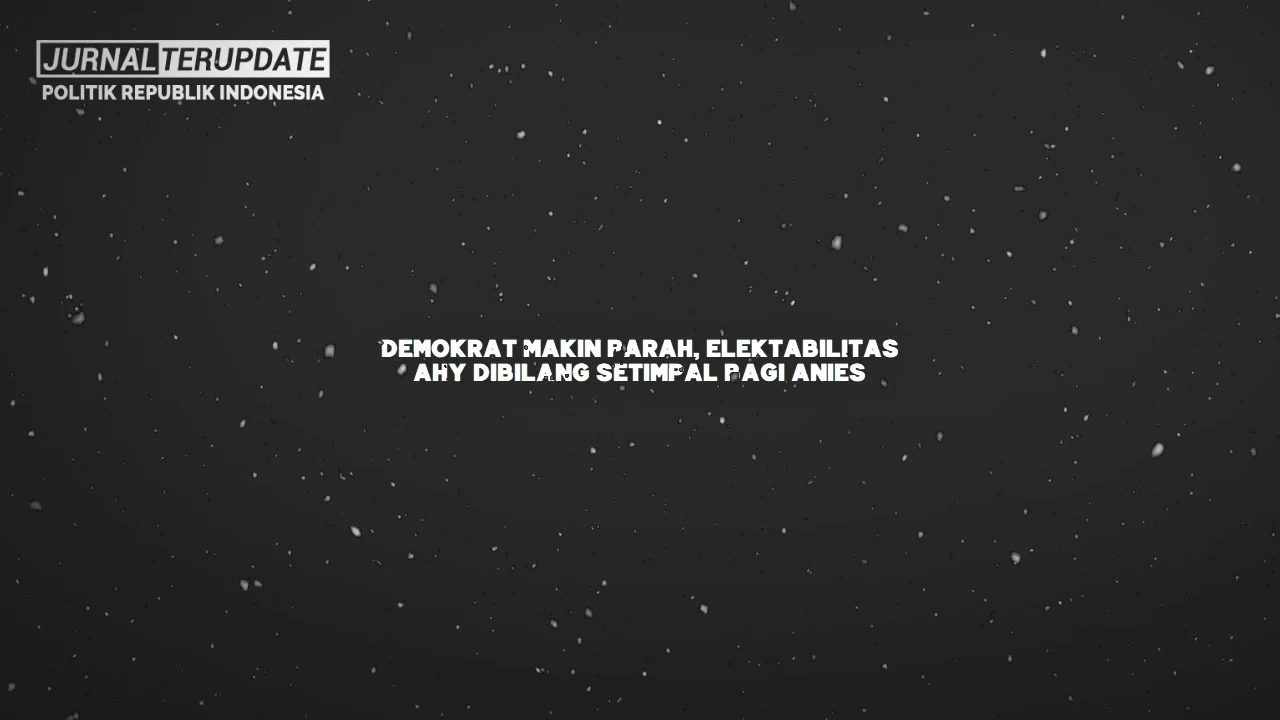 JURNALTERUPDATE
POLITIK REPUBLIK INDONESIA
DEMOKRAT MAKIN PARAH, ELEKTABILITAS
AHY DIBILANG SETIMPAL BAGI ANIES